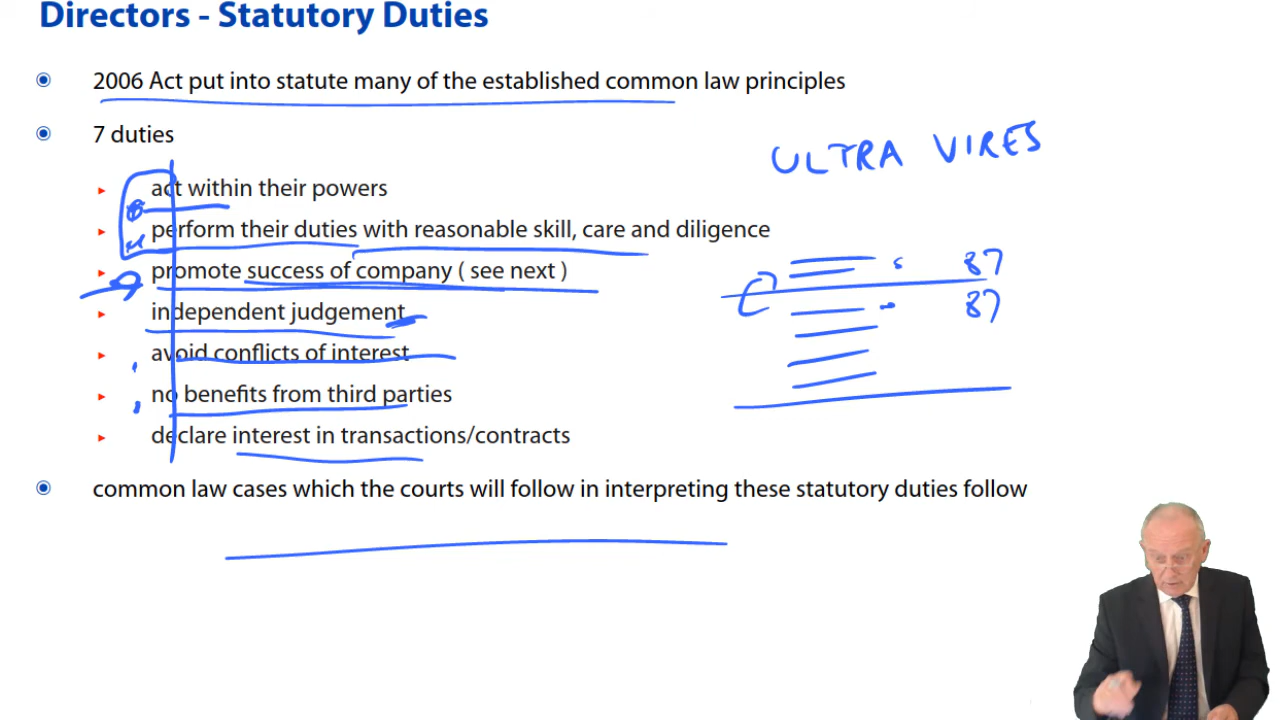 Directors - Statutory Duties
2006 Act put into statute many of the established common law principles
7 duties
act within their powers
perform their duties with reasonable skill, care and diligence
promote success of company ( see next )
independent judgement
avoid conflicts of interest
no benefits from third parties
declare interest in transactions/contracts
common law cases which the courts will follow in interpreting these statutory duties follow
ULTRA VIRES
87
87